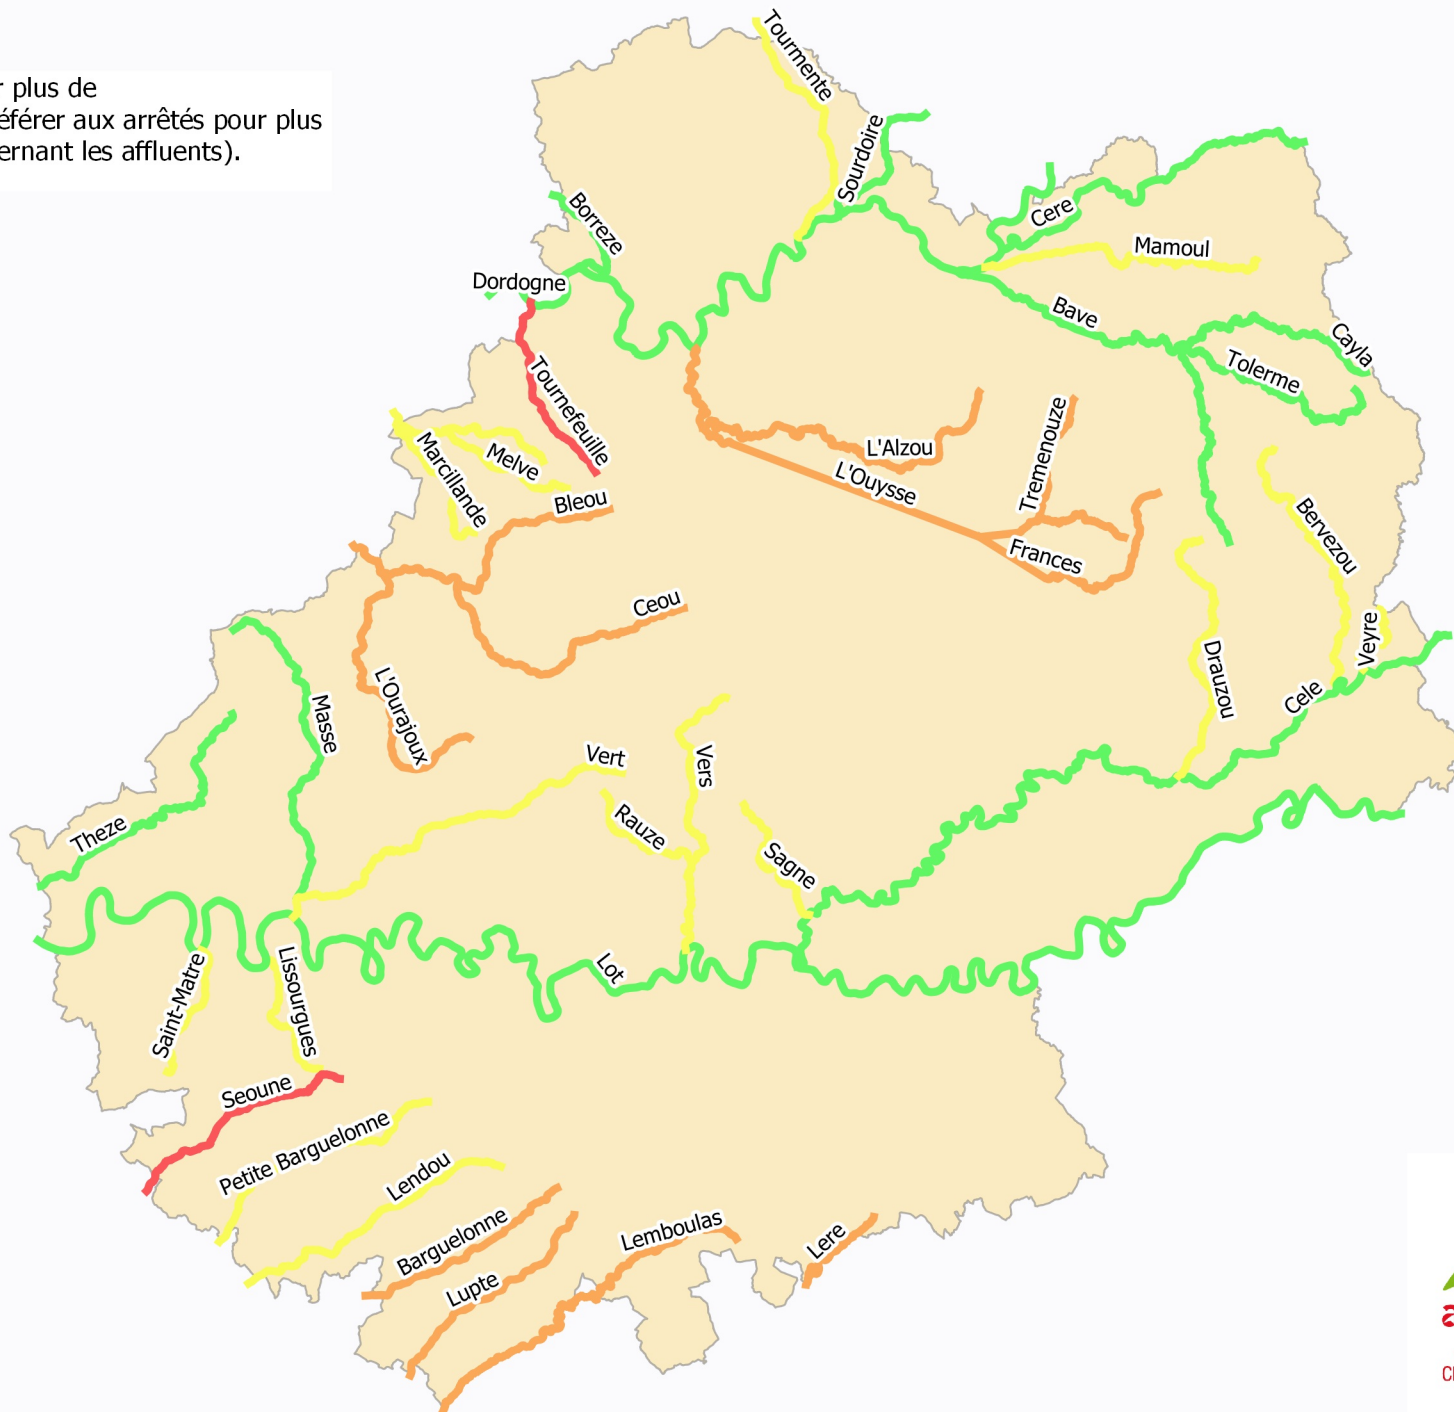 r plus de
éférer aux arrêtés pour plus
ernant les affluents).
Tourmente
Sourdoire
Borreze
Cere
Mamoul
Dordogne
Bave
Cayla
Tolerme
Tournefeuille
Marcillande
Melve
Bleou
L'Alzou
L'Ouysse
Tremenouze
Frances
Bervezou
Ceou
Veyre
Drauzou
Cele
L'Ourajoux
Masse
Vert
Vers
Rauze
Theze
Sagne
Lot
Saint-Matre
Lissourgues
Seoune
Petite Barguelonne
Lendou
Barguelonne
Lemboulas
Lere
Lupte